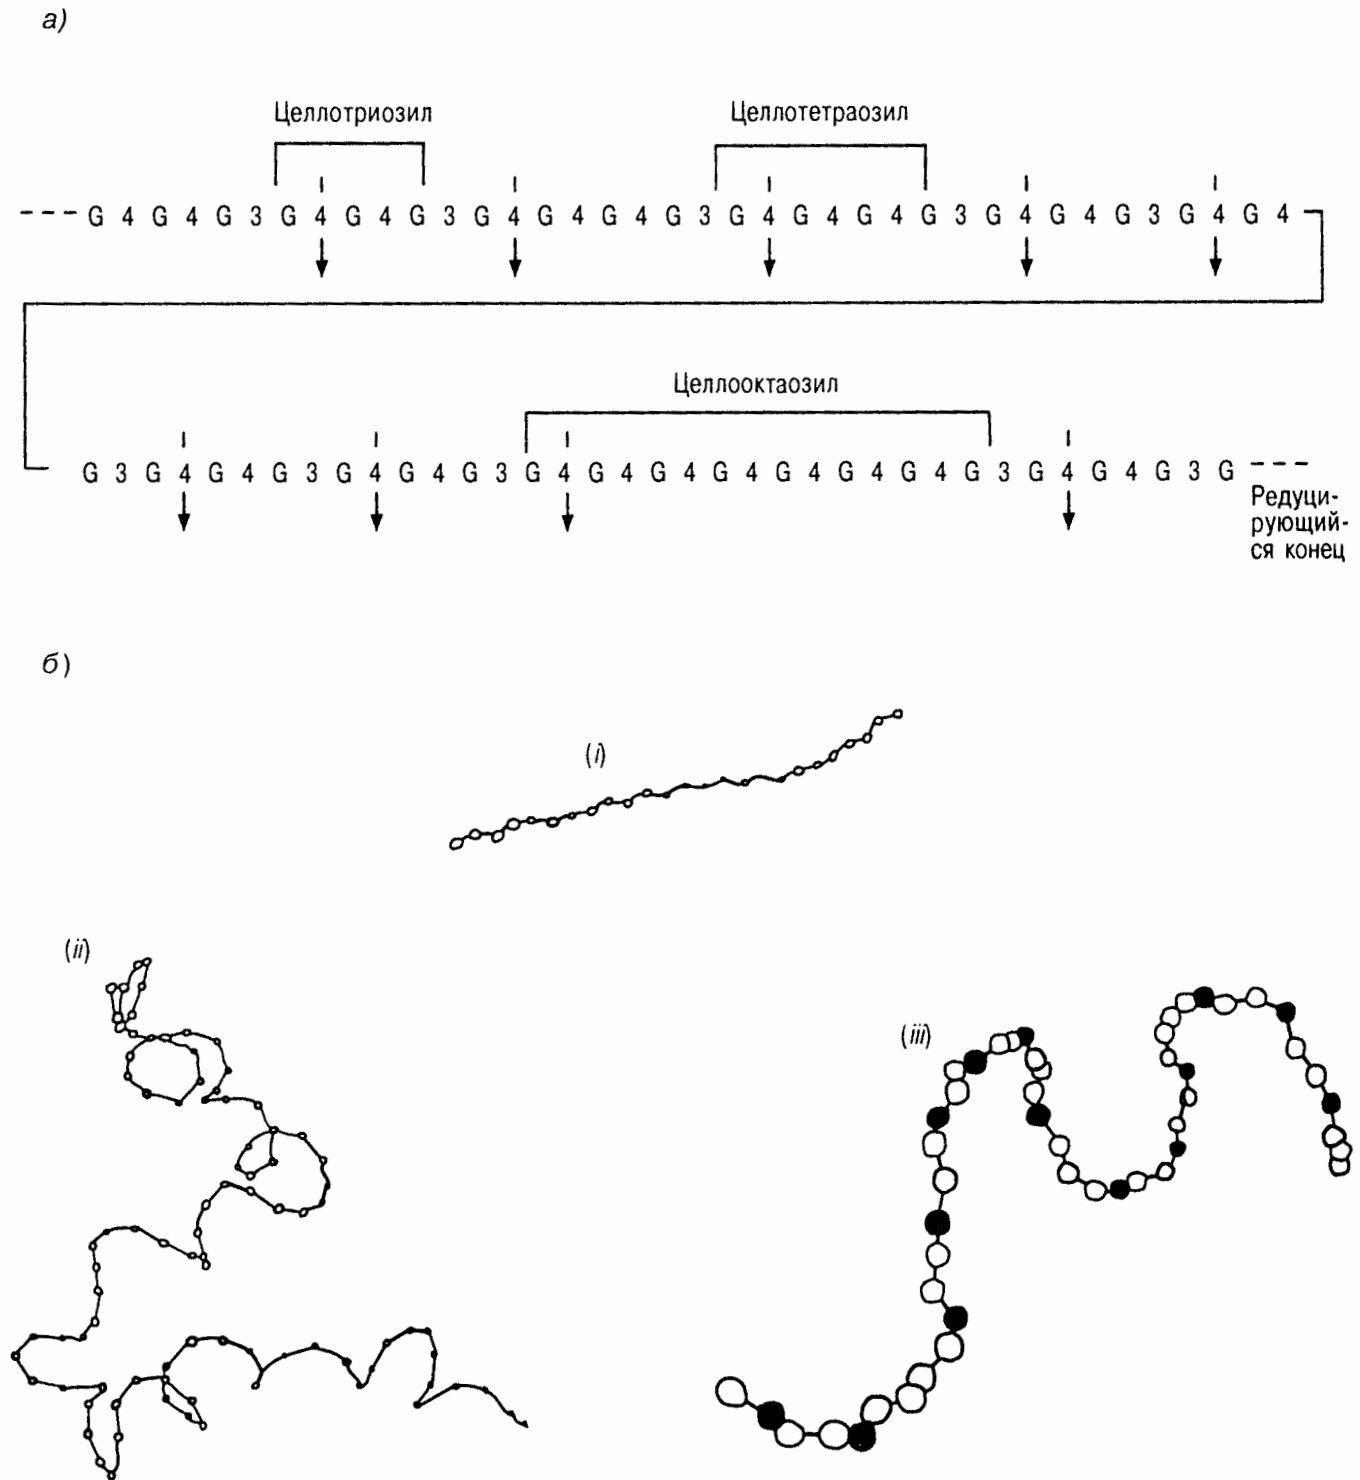 а)
Целлотриозил Целлотетраозил
---G 4 G 4 G 3 G 4 G 4 G 3 G 4 G 4 G 4 G 3 G 4 G 4 G 4 G 3 G 4 G 4 G 3 G 4 G 4
Целлооктаозил
G 3 G 4 G 4 G 3 G 4 G 4 G 3 G 4 G 4 G 4 G 4 G 4 G 4 G 4 G 3 G 4 G 4 G 3 G ---
Редуци-
рующий-
ся конец
б)
(i)
(ii)
(iii)